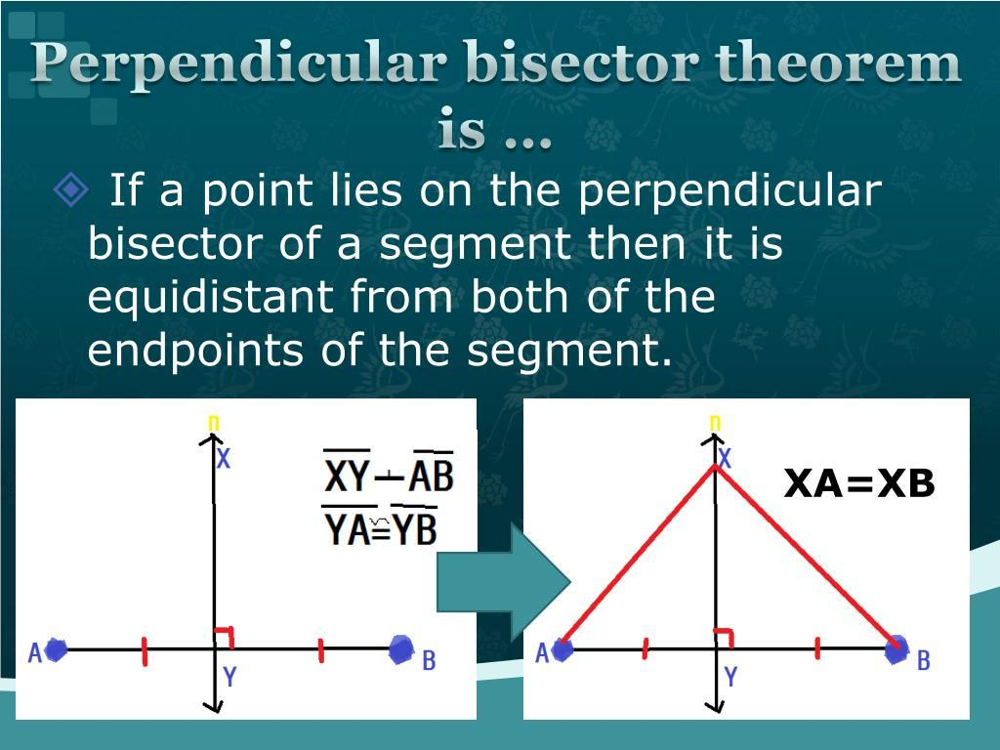 Perpendicular bisector theorem
is ...
If a point lies on the perpendicular
bisector of a segment then it is
equidistant from both of the
endpoints of the segment.
n
X
XY⊥AB
YA≅YB
A
B
Y
n
X
XA=XB
A
B
Y